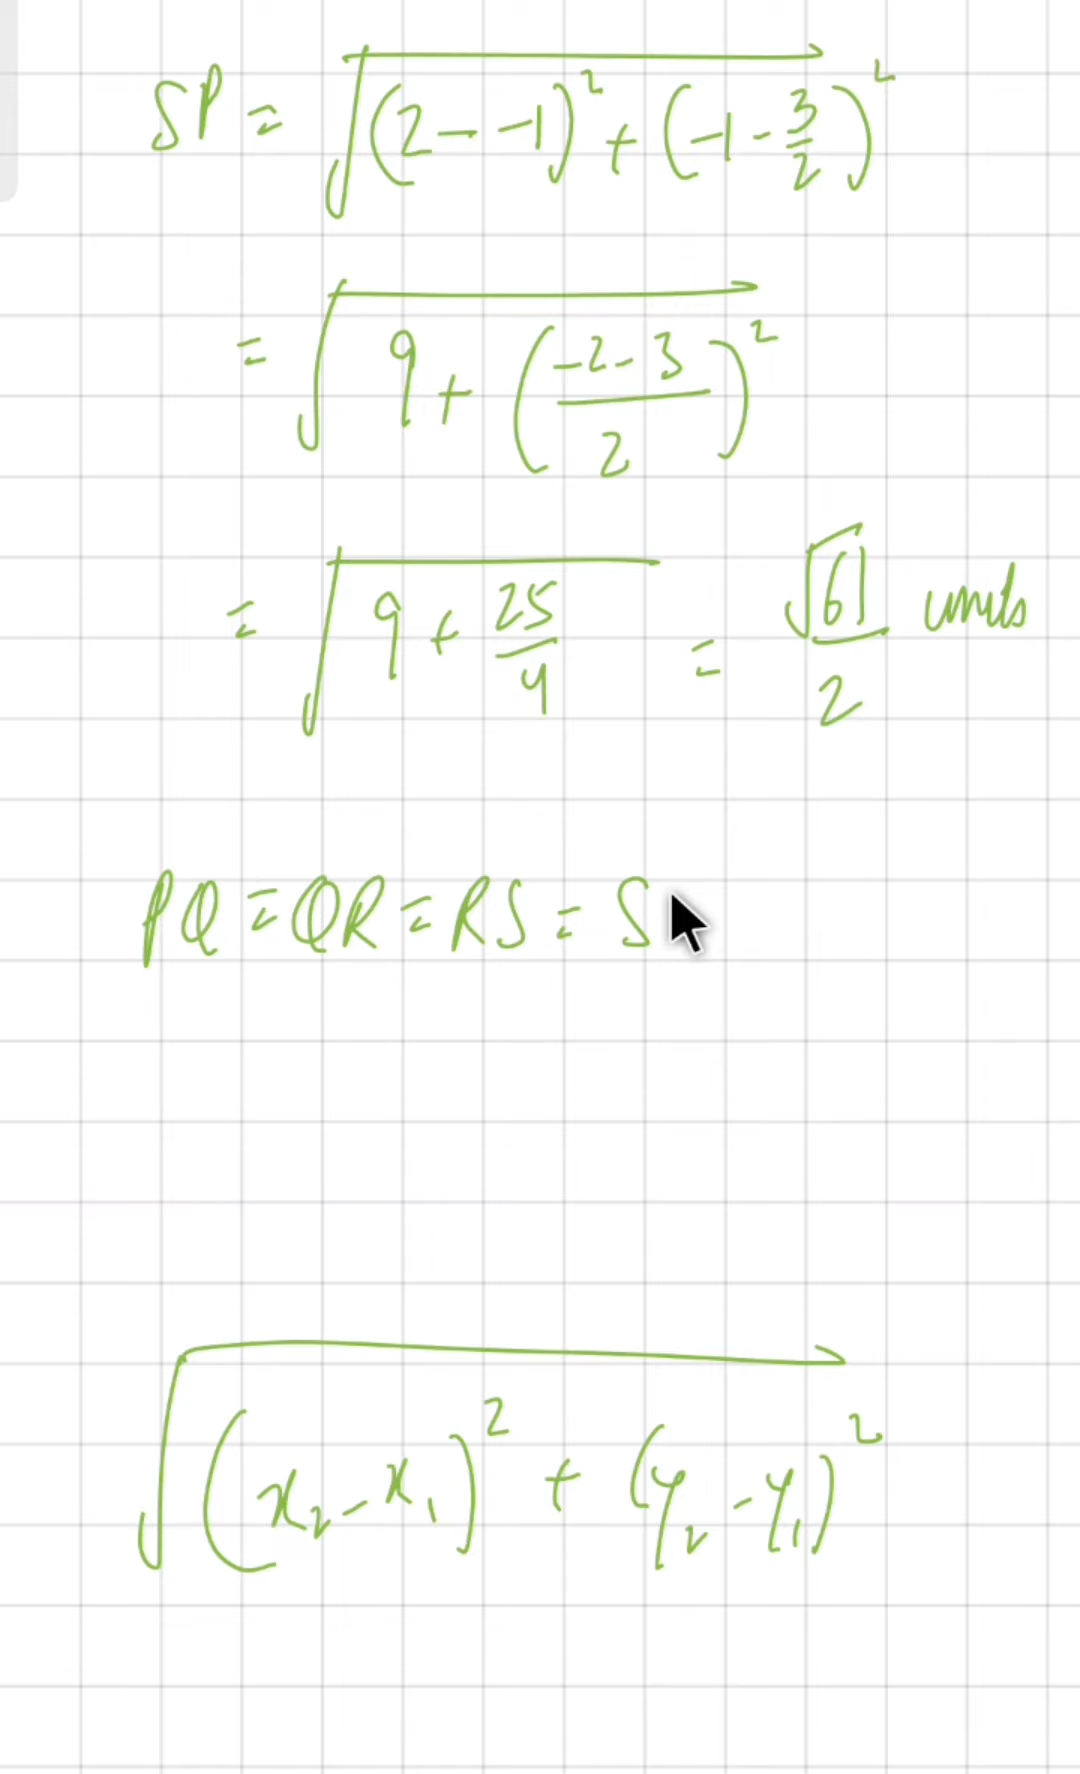 SP = √((2 - -1)² + (-1 - 3/2)²)
= √(9 + ((-2-3)/2)²)
= √(9 + 25/4) = √61/2 units
PQ = QR = RS = S
√((x₂ - x₁)² + (y₂ - y₁)²)